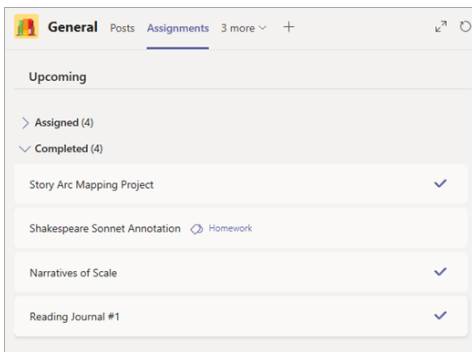 General Posts Assignments 3 more
Upcoming
Assigned (4)
Completed (4)
Story Arc Mapping Project
Shakespeare Sonnet Annotation Homework
Narratives of Scale
Reading Journal #1